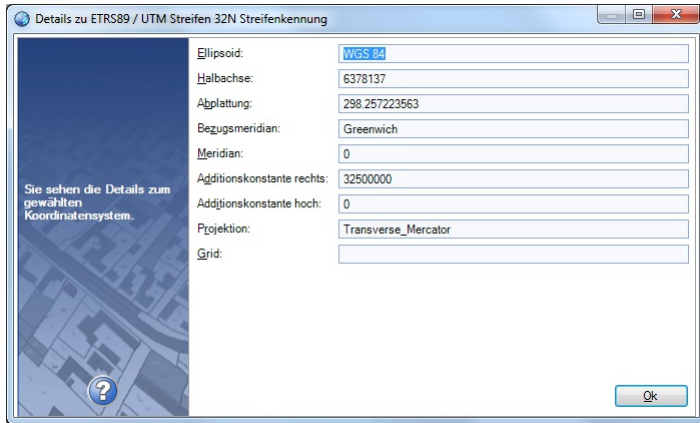 Details zu ETRS89 / UTM Streifen 32N Streifenkennung
Sie sehen die Details zum
gewählten
Koordinatensystem.
Ellipsoid: WGS 84
Halbachse: 6378137
Abplattung: 298.257223563
Bezugsmeridian: Greenwich
Meridian: 0
Additionskonstante rechts: 32500000
Additionskonstante hoch: 0
Projektion: Transverse_Mercator
Grid:
?
Ok